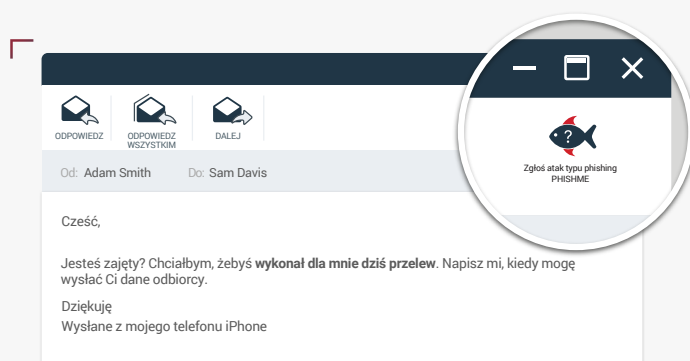 ODPOWIEDZ
ODPOWIEDZ
WSZYSTKIM
DALEJ
?
Zgłoś atak typu phishing
PHISHME
Od: Adam Smith Do: Sam Davis
Cześć,
Jesteś zajęty? Chciałbym, żebyś wykonał dla mnie dziś przelew. Napisz mi, kiedy mogę
wysłać Ci dane odbiorcy.
Dziękuję
Wysłane z mojego telefonu iPhone